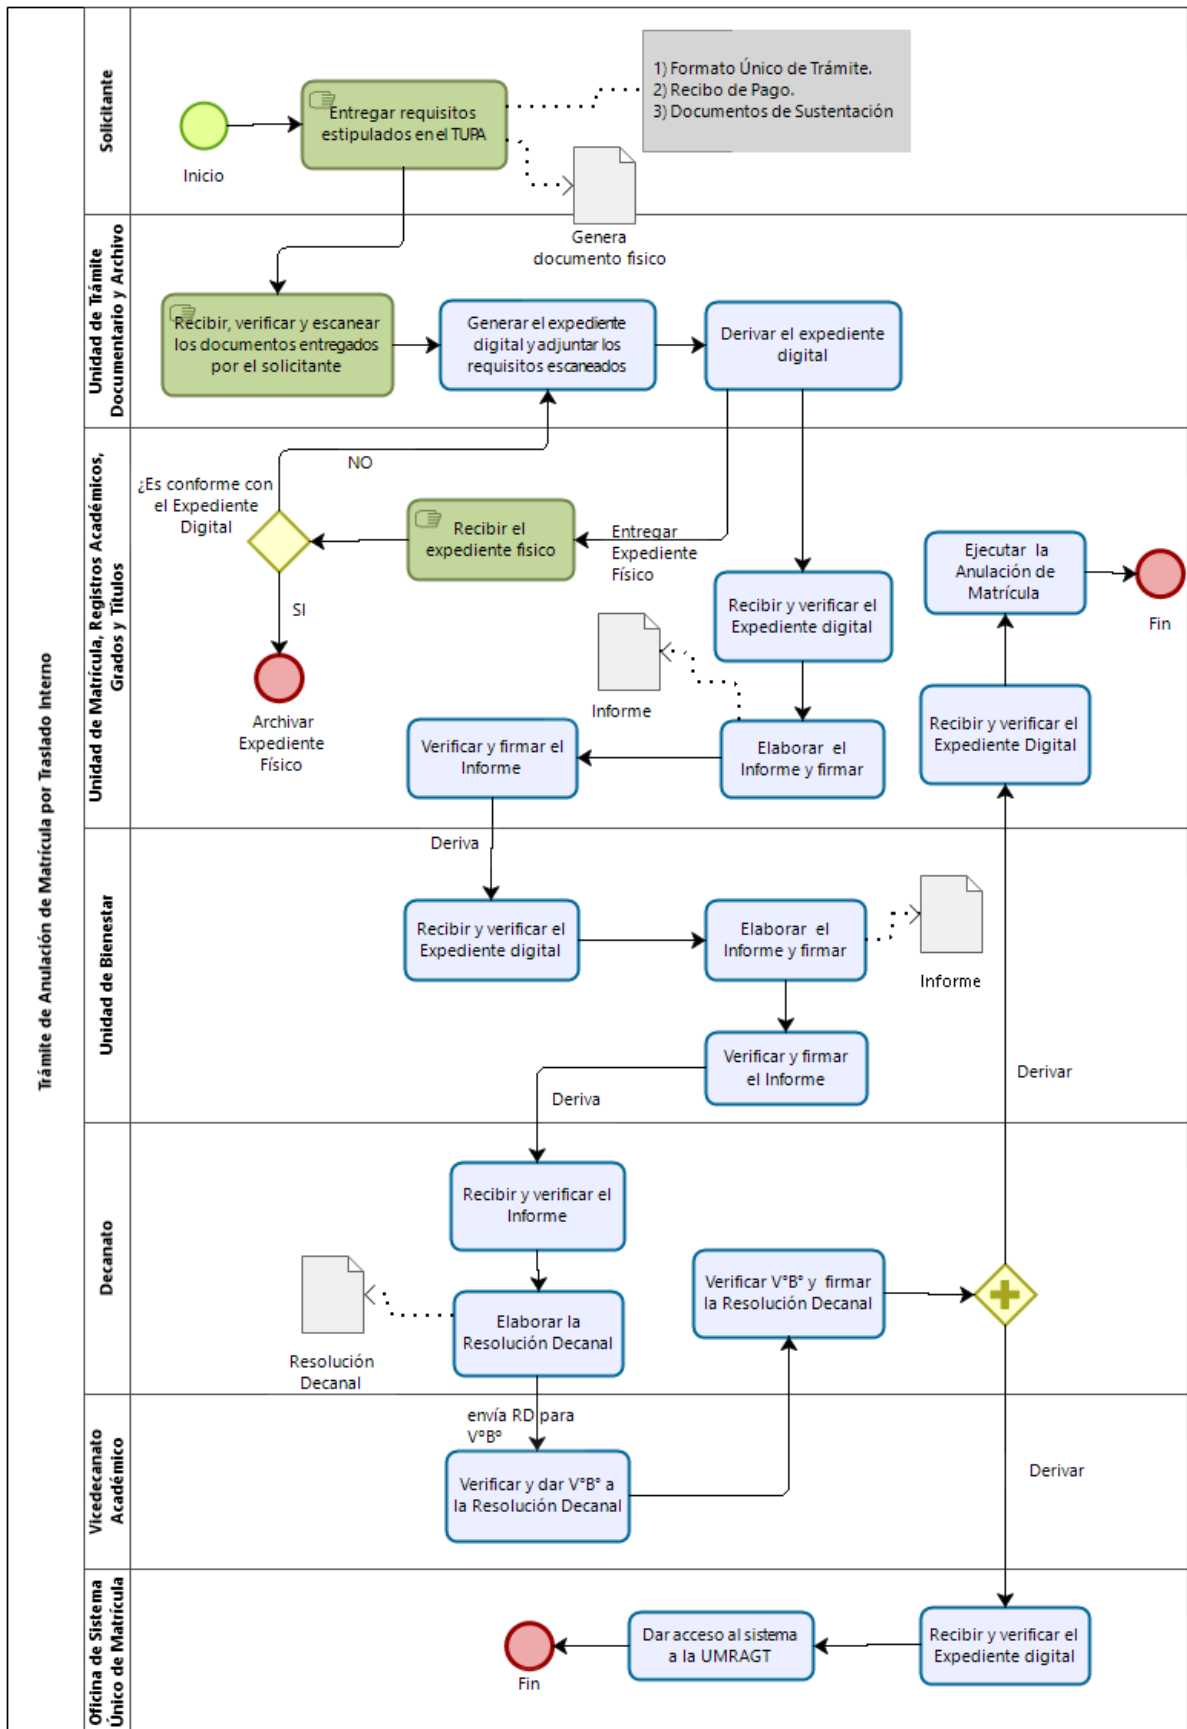 Trámite de Anulación de Matrícula por Traslado Interno
Solicitante
Inicio
Entregar requisitos
estipulados en el TUPA
1) Formato Único de Trámite.
2) Recibo de Pago.
3) Documentos de Sustentación
Genera
documento fisico
Unidad de Trámite
Documentario y Archivo
Recibir, verificar y escanear
los documentos entregados
por el solicitante
Generar el expediente
digital y adjuntar los
requisitos escaneados
Derivar el expediente
digital
Unidad de Matrícula, Registros Académicos,
Grados y Títulos
NO
¿Es conforme con
el Expediente
Digital
SI
Archivar
Expediente
Físico
Recibir el
expediente fisico
Entregar
Expediente
Físico
Recibir y verificar el
Expediente digital
Informe
Elaborar el
Informe y firmar
Verificar y firmar el
Informe
Ejecutar la
Anulación de
Matrícula
Fin
Recibir y verificar el
Expediente Digital
Unidad de Bienestar
Deriva
Recibir y verificar el
Expediente digital
Elaborar el
Informe y firmar
Informe
Verificar y firmar
el Informe
Deriva
Derivar
Decanato
Recibir y verificar el
Informe
Elaborar la
Resolución Decanal
Resolución
Decanal
Verificar V°B° y firmar
la Resolución Decanal
Vicedecanato
Académico
envía RD para
V°B°
Verificar y dar V°B° a
la Resolución Decanal
Derivar
Oficina de Sistema
Único de Matrícula
Fin
Dar acceso al sistema
a la UMRAGT
Recibir y verificar el
Expediente digital